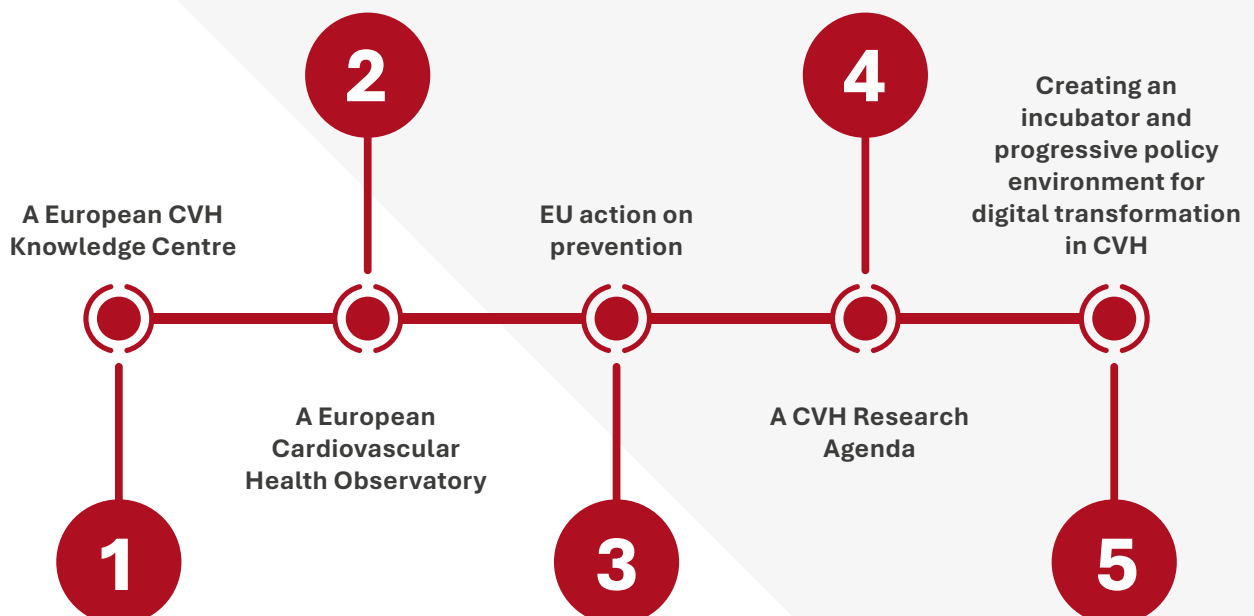 1
A European CVH
Knowledge Centre
2
A European
Cardiovascular
Health Observatory
3
EU action on
prevention
4
A CVH Research
Agenda
5
Creating an
incubator and
progressive policy
environment for
digital transformation
in CVH